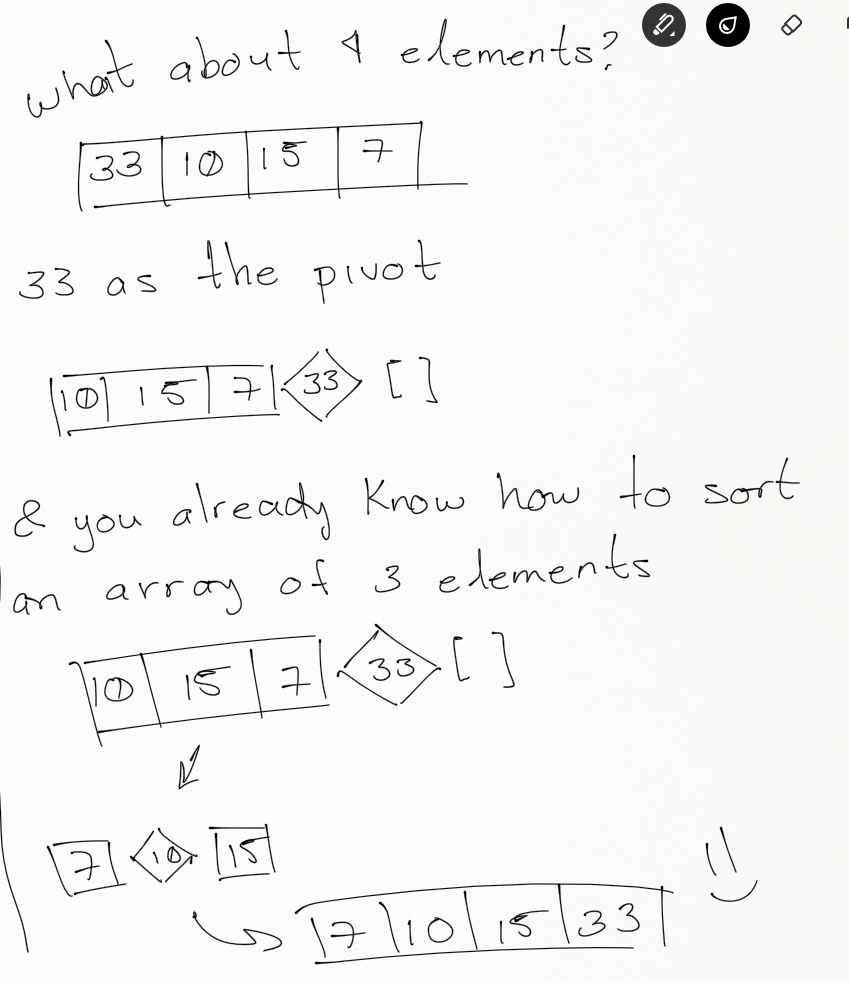 what about 4 elements?
33 10 15 7
33 as the pivot
10 15 7 33 [ ]
& you already know how to sort
an array of 3 elements
10 15 7 33 [ ]
7 10 15
7 10 15 33